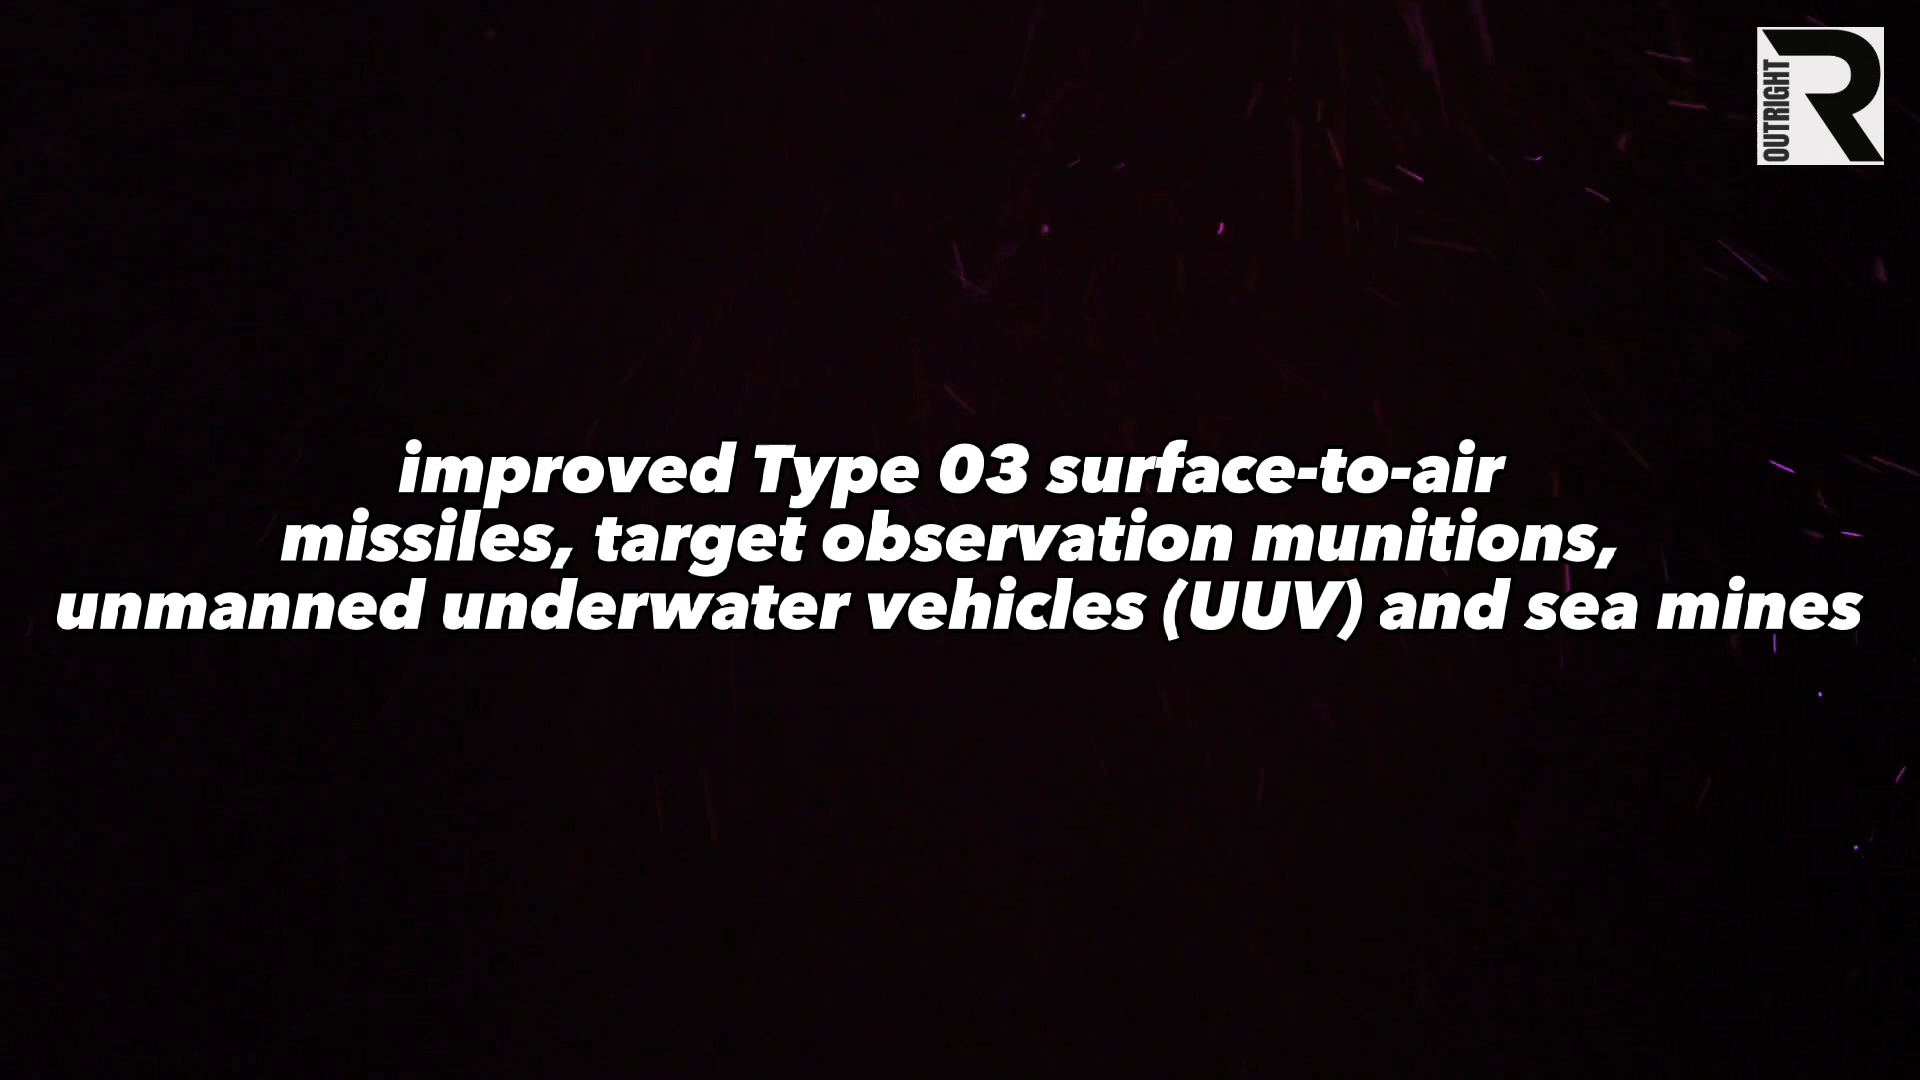 OUTRIGHT
R
improved Type 03 surface-to-air
missiles, target observation munitions,
unmanned underwater vehicles (UUV) and sea mines